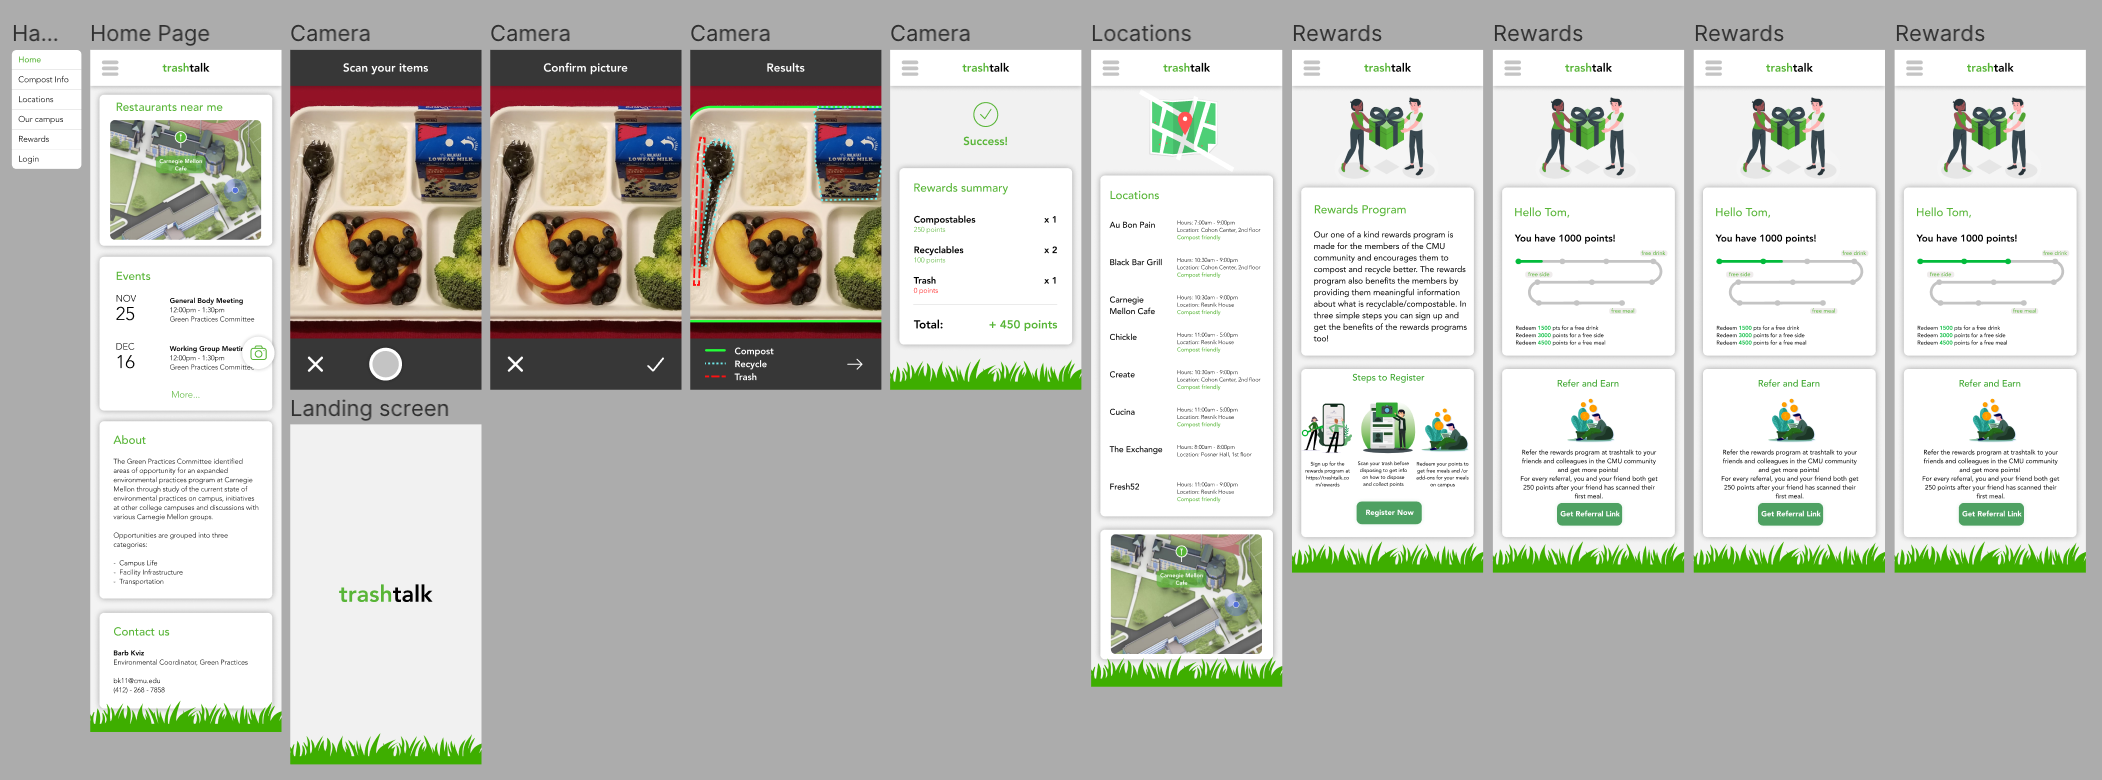 Ha...
Home
Compost Info
Locations
Our campus
Rewards
Login
Home Page
trashtalk
Restaurants near me
Carnegie Mellon
Cafe
Events
NOV
25
General Body Meeting
12:00pm - 1:30pm
Green Practices Committee
DEC
16
Working Group Meetin
12:00pm - 1:30pm
Green Practices Committee
More...
About
The Green Practices Committee identified
areas of opportunity for an expanded
environmental practices program at Carnegie
Mellon through study of the current state of
environmental practices on campus, initiatives
at other college campuses and discussions with
various Carnegie Mellon groups.
Opportunities are grouped into three
categories:
- Campus Life
- Facility Infrastructure
- Transportation
Contact us
Barb Kviz
Environmental Coordinator, Green Practices
bk11@cmu.edu
(412) - 268 - 7858
Camera
Scan your items
LOWFAT MILK
Landing screen
trashtalk
Camera
Confirm picture
LOWFAT MILK
Camera
Results
LOWFAT MILK
Compost
Recycle
Trash
Camera
trashtalk
Success!
Rewards summary
Compostables x 1
250 points
Recyclables x 2
100 points
Trash x 1
0 points
Total: + 450 points
Locations
trashtalk
Locations
Au Bon Pain
Hours: 7:00am - 9:00pm
Location: Cohon Center, 2nd floor
Compost friendly
Black Bar Grill
Hours: 10:30am - 9:00pm
Location: Cohon Center, 2nd floor
Compost friendly
Carnegie
Mellon Cafe
Hours: 10:30am - 9:00pm
Location: Resnik House
Compost friendly
Chickie
Hours: 11:00am - 5:00pm
Location: Resnik House
Compost friendly
Create
Hours: 10:30am - 9:00pm
Location: Cohon Center, 2nd floor
Compost friendly
Cucina
Hours: 11:00am - 5:00pm
Location: Resnik House
Compost friendly
The Exchange
Hours: 8:00am - 8:00pm
Location: Posner Hall, 1st floor
Fresh52
Hours: 11:00am - 9:00pm
Location: Resnik House
Compost friendly
Carnegie Mellon
Cafe
Rewards
trashtalk
Rewards Program
Our one of a kind rewards program is
made for the members of the CMU
community and encourages them to
compost and recycle better. The rewards
program also benefits the members by
providing them meaningful information
about what is recyclable/compostable. In
three simple steps you can sign up and
get the benefits of the rewards programs
too!
Steps to Register
Sign up for the
rewards program at
https://trashtalk.co
m/rewards
Scan your trash before
disposing to get info
on how to dispose
and collect points
Redeem your points to
get free meals and /or
add-ons for your meals
on campus
Register Now
Rewards
trashtalk
Hello Tom,
You have 1000 points!
free drink
free side
free meal
Redeem 1500 pts for a free drink
Redeem 3000 points for a free side
Redeem 4500 points for a free meal
Refer and Earn
Refer the rewards program at trashtalk to your
friends and colleagues in the CMU community
and get more points!
For every referral, you and your friend both get
250 points after your friend has scanned their
first meal.
Get Referral Link
Rewards
trashtalk
Hello Tom,
You have 1000 points!
free drink
free side
free meal
Redeem 1500 pts for a free drink
Redeem 3000 points for a free side
Redeem 4500 points for a free meal
Refer and Earn
Refer the rewards program at trashtalk to your
friends and colleagues in the CMU community
and get more points!
For every referral, you and your friend both get
250 points after your friend has scanned their
first meal.
Get Referral Link
Rewards
trashtalk
Hello Tom,
You have 1000 points!
free drink
free side
free meal
Redeem 1500 pts for a free drink
Redeem 3000 points for a free side
Redeem 4500 points for a free meal
Refer and Earn
Refer the rewards program at trashtalk to your
friends and colleagues in the CMU community
and get more points!
For every referral, you and your friend both get
250 points after your friend has scanned their
first meal.
Get Referral Link